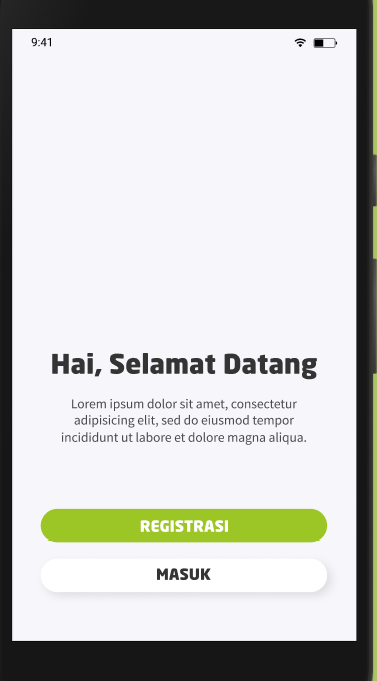 9:41
Hai, Selamat Datang
Lorem ipsum dolor sit amet, consectetur
adipisicing elit, sed do eiusmod tempor
incididunt ut labore et dolore magna aliqua.
REGISTRASI
MASUK